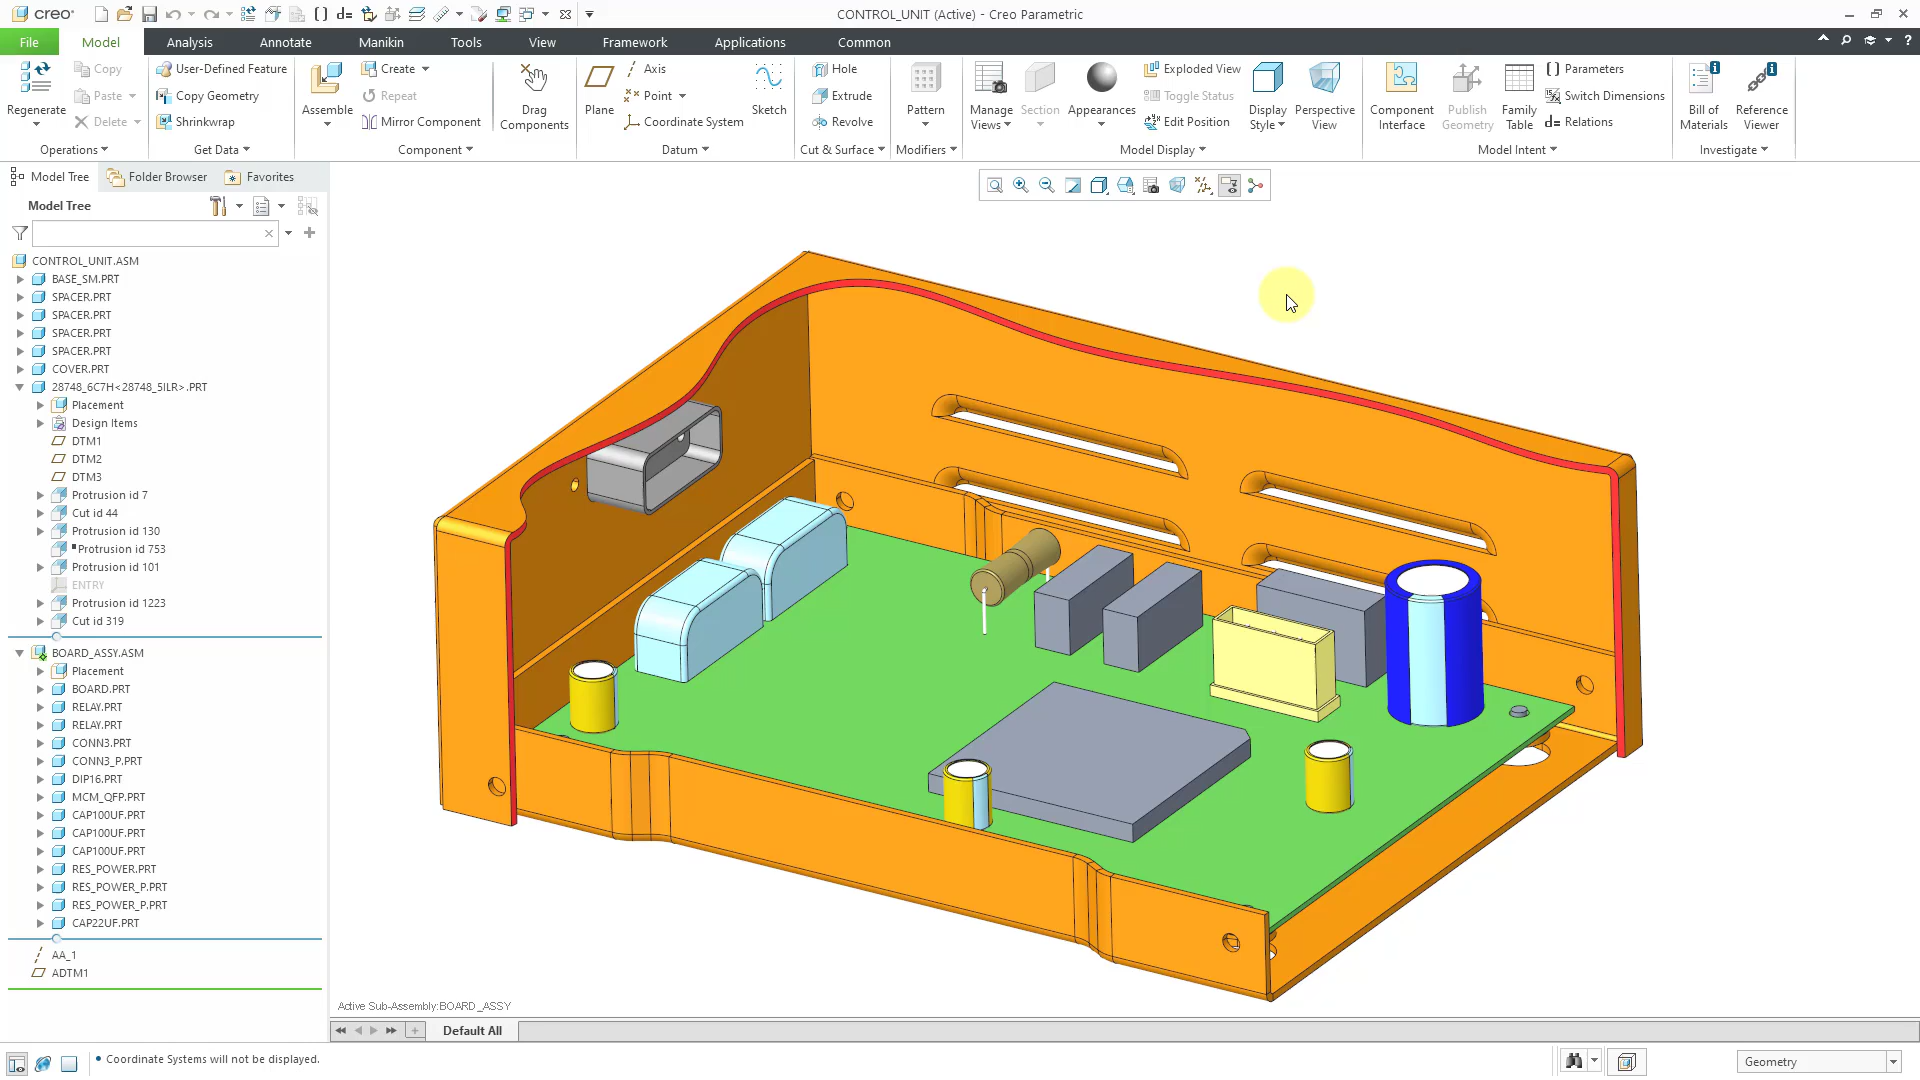 creo
CONTROL_UNIT (Active) - Creo Parametric
File
Model
Analysis
Annotate
Manikin
Tools
View
Framework
Applications
Common
Regenerate
Copy
Paste
Delete
Operations
User-Defined Feature
Copy Geometry
Shrinkwrap
Get Data
Assemble
Create
Repeat
Mirror Component
Drag Components
Component
Plane
Axis
Point
Coordinate System
Sketch
Datum
Hole
Extrude
Revolve
Cut & Surface
Pattern
Modifiers
Manage Views
Section
Appearances
Exploded View
Toggle Status
Edit Position
Display Style
Perspective View
Model Display
Component Interface
Publish Geometry
Family Table
Parameters
Switch Dimensions
d= Relations
Model Intent
Bill of Materials
Reference Viewer
Investigate
Model Tree
Folder Browser
Favorites
Model Tree
CONTROL_UNIT.ASM
BASE_SM.PRT
SPACER.PRT
SPACER.PRT
SPACER.PRT
SPACER.PRT
COVER.PRT
28748_6C7H<28748_5ILR>.PRT
Placement
Design Items
DTM1
DTM2
DTM3
Protrusion id 7
Cut id 44
Protrusion id 130
Protrusion id 753
Protrusion id 101
ENTRY
Protrusion id 1223
Cut id 319
BOARD_ASSY.ASM
Placement
BOARD.PRT
RELAY.PRT
RELAY.PRT
CONN3.PRT
CONN3_P.PRT
DIP16.PRT
MCM_QFP.PRT
CAP100UF.PRT
CAP100UF.PRT
CAP100UF.PRT
RES_POWER.PRT
RES_POWER_P.PRT
RES_POWER_P.PRT
CAP22UF.PRT
AA_1
ADTM1
Active Sub-Assembly:BOARD_ASSY
Default All
Coordinate Systems will not be displayed.
Geometry